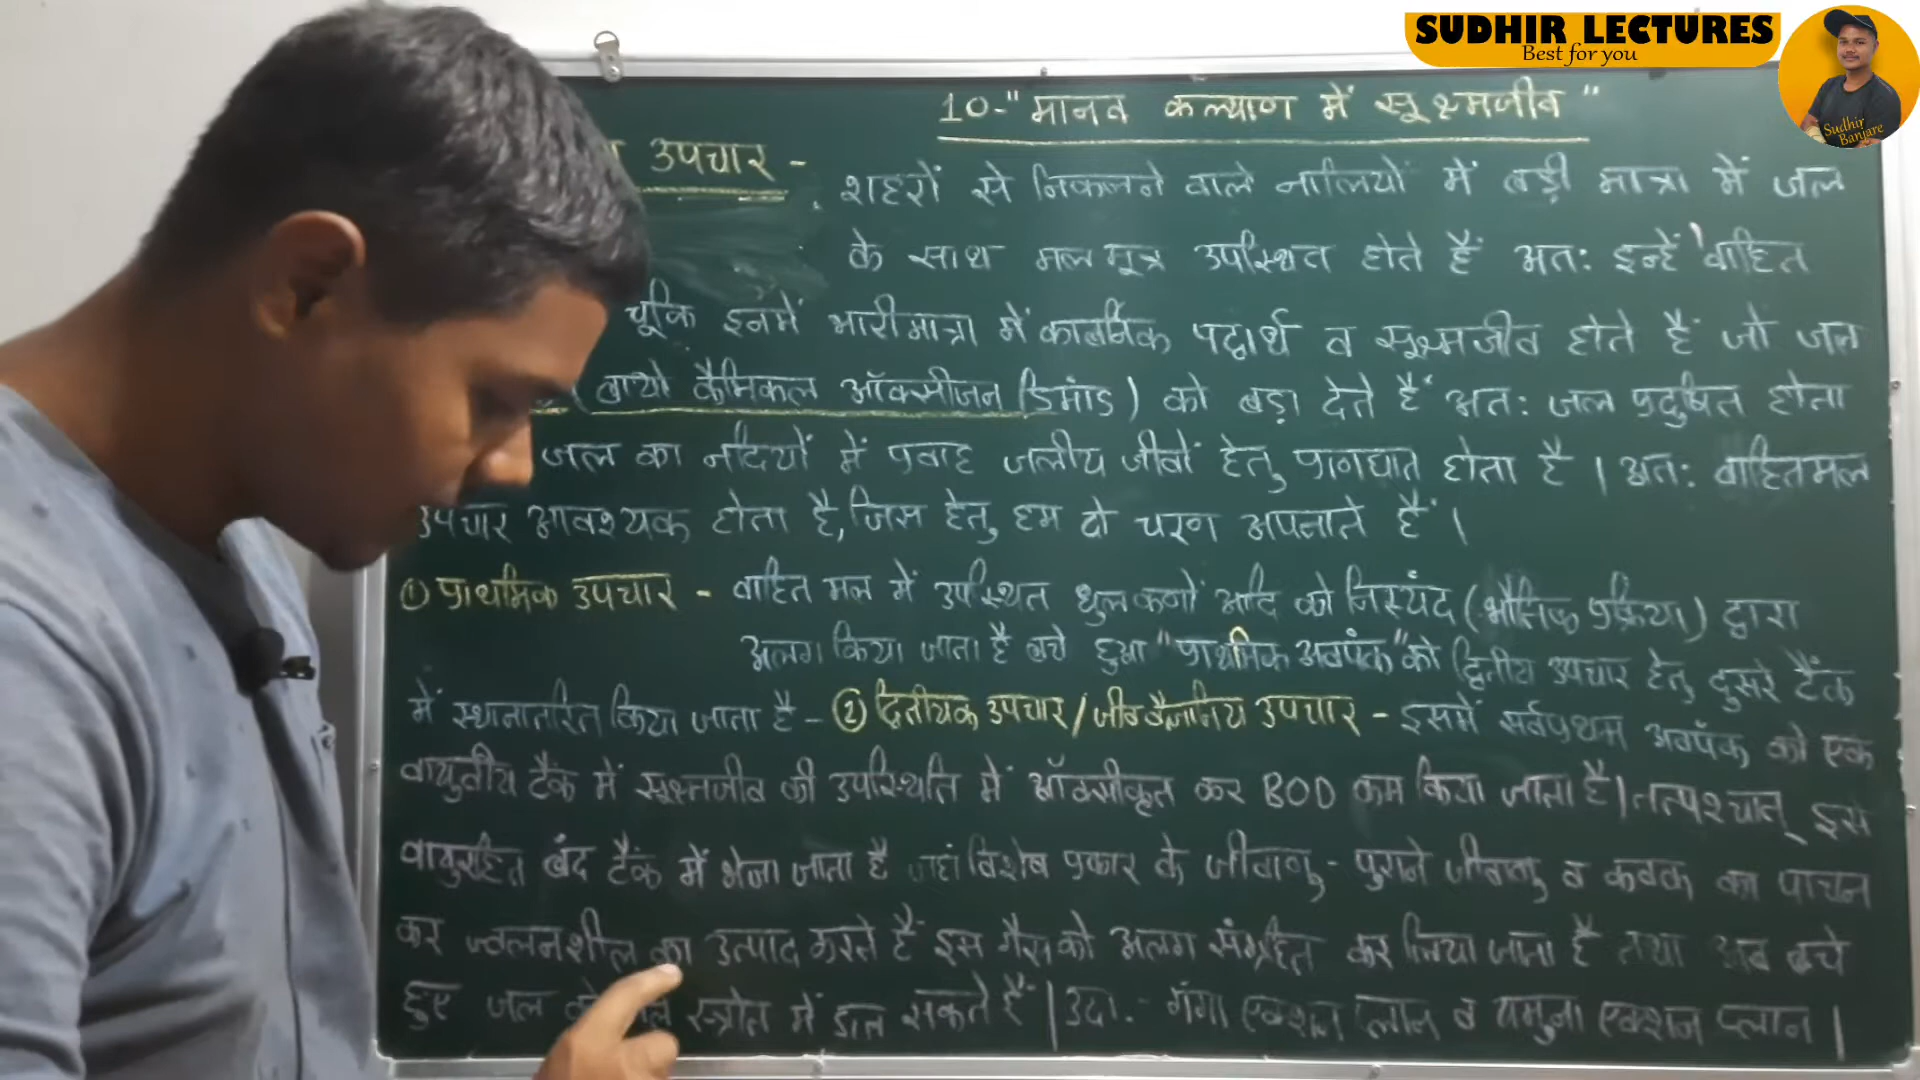 SUDHIR LECTURES
Best for you
Sudhir
Banjare
10-"मानव कल्याण में सूक्ष्मजीव"
उपचार -
शहरों से निकलने वाले नालियों में बड़ी मात्रा में जल
के साथ मलमूत्र उपस्थित होते हैं अतः इन्हें 'वाहित
चूंकि इनमें भारीमात्रा में कार्बनिक पदार्थ व सूक्ष्मजीव होते हैं जो जल
(बायो कैमिकल ऑक्सीजन डिमांड) को बड़ा देते हैं अतः जल प्रदुषित होता
जल का नदियों में प्रवाह जलीय जीवों हेतु प्राणघात होता है | अतः वाहितमल
उपचार आवश्यक होता है, जिस हेतु हम दो चरण अपनाते हैं |
① प्राथमिक उपचार - वाहित मल में उपस्थित धुलकणों आदि को निस्यंद (भौतिक प्रक्रिया) द्वारा
अलग किया जाता है बचे हुआ "प्राथमिक अवपंक" को द्वितीय उपचार हेतु दुसरे टैंक
में स्थानातरित किया जाता है - ② द्वितीयक उपचार / जीव वैज्ञानिय उपचार - इसमें सर्वप्रथम अवपंक को एक
वायुवीय टैंक में सूक्ष्मजीव की उपस्थिति में ऑक्सीकृत कर BOD कम किया जाता है | तत्पश्चात् इसे
वायुरहित बंद टैंक में भेजा जाता है जहां विशेष प्रकार के जीवाणु - पुराने जीवाणु व कवक का पाचन
कर ज्वलनशील का उत्पाद करते हैं इस गैस को अलग संग्रहित कर लिया जाता है तथा अब बचे
हुए जल स्त्रोत में डाल सकते हैं | उदा. - गंगा एक्शन प्लान व यमुना एक्शन प्लान |